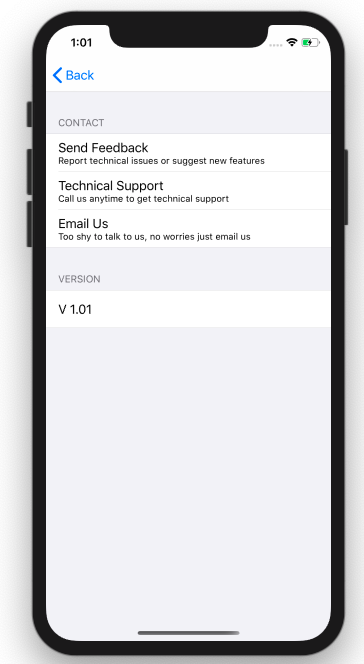 1:01
Back
CONTACT
Send Feedback
Report technical issues or suggest new features
Technical Support
Call us anytime to get technical support
Email Us
Too shy to talk to us, no worries just email us
VERSION
V 1.01